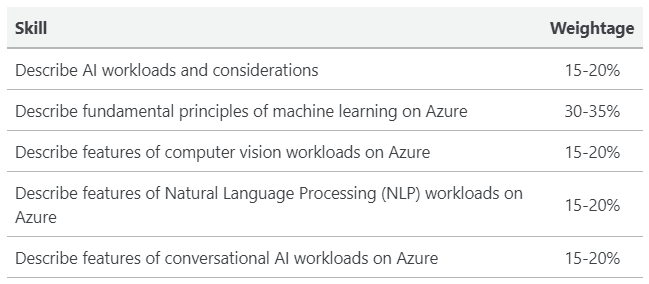 Skill Weightage
Describe AI workloads and considerations 15-20%
Describe fundamental principles of machine learning on Azure 30-35%
Describe features of computer vision workloads on Azure 15-20%
Describe features of Natural Language Processing (NLP) workloads on
Azure 15-20%
Describe features of conversational AI workloads on Azure 15-20%